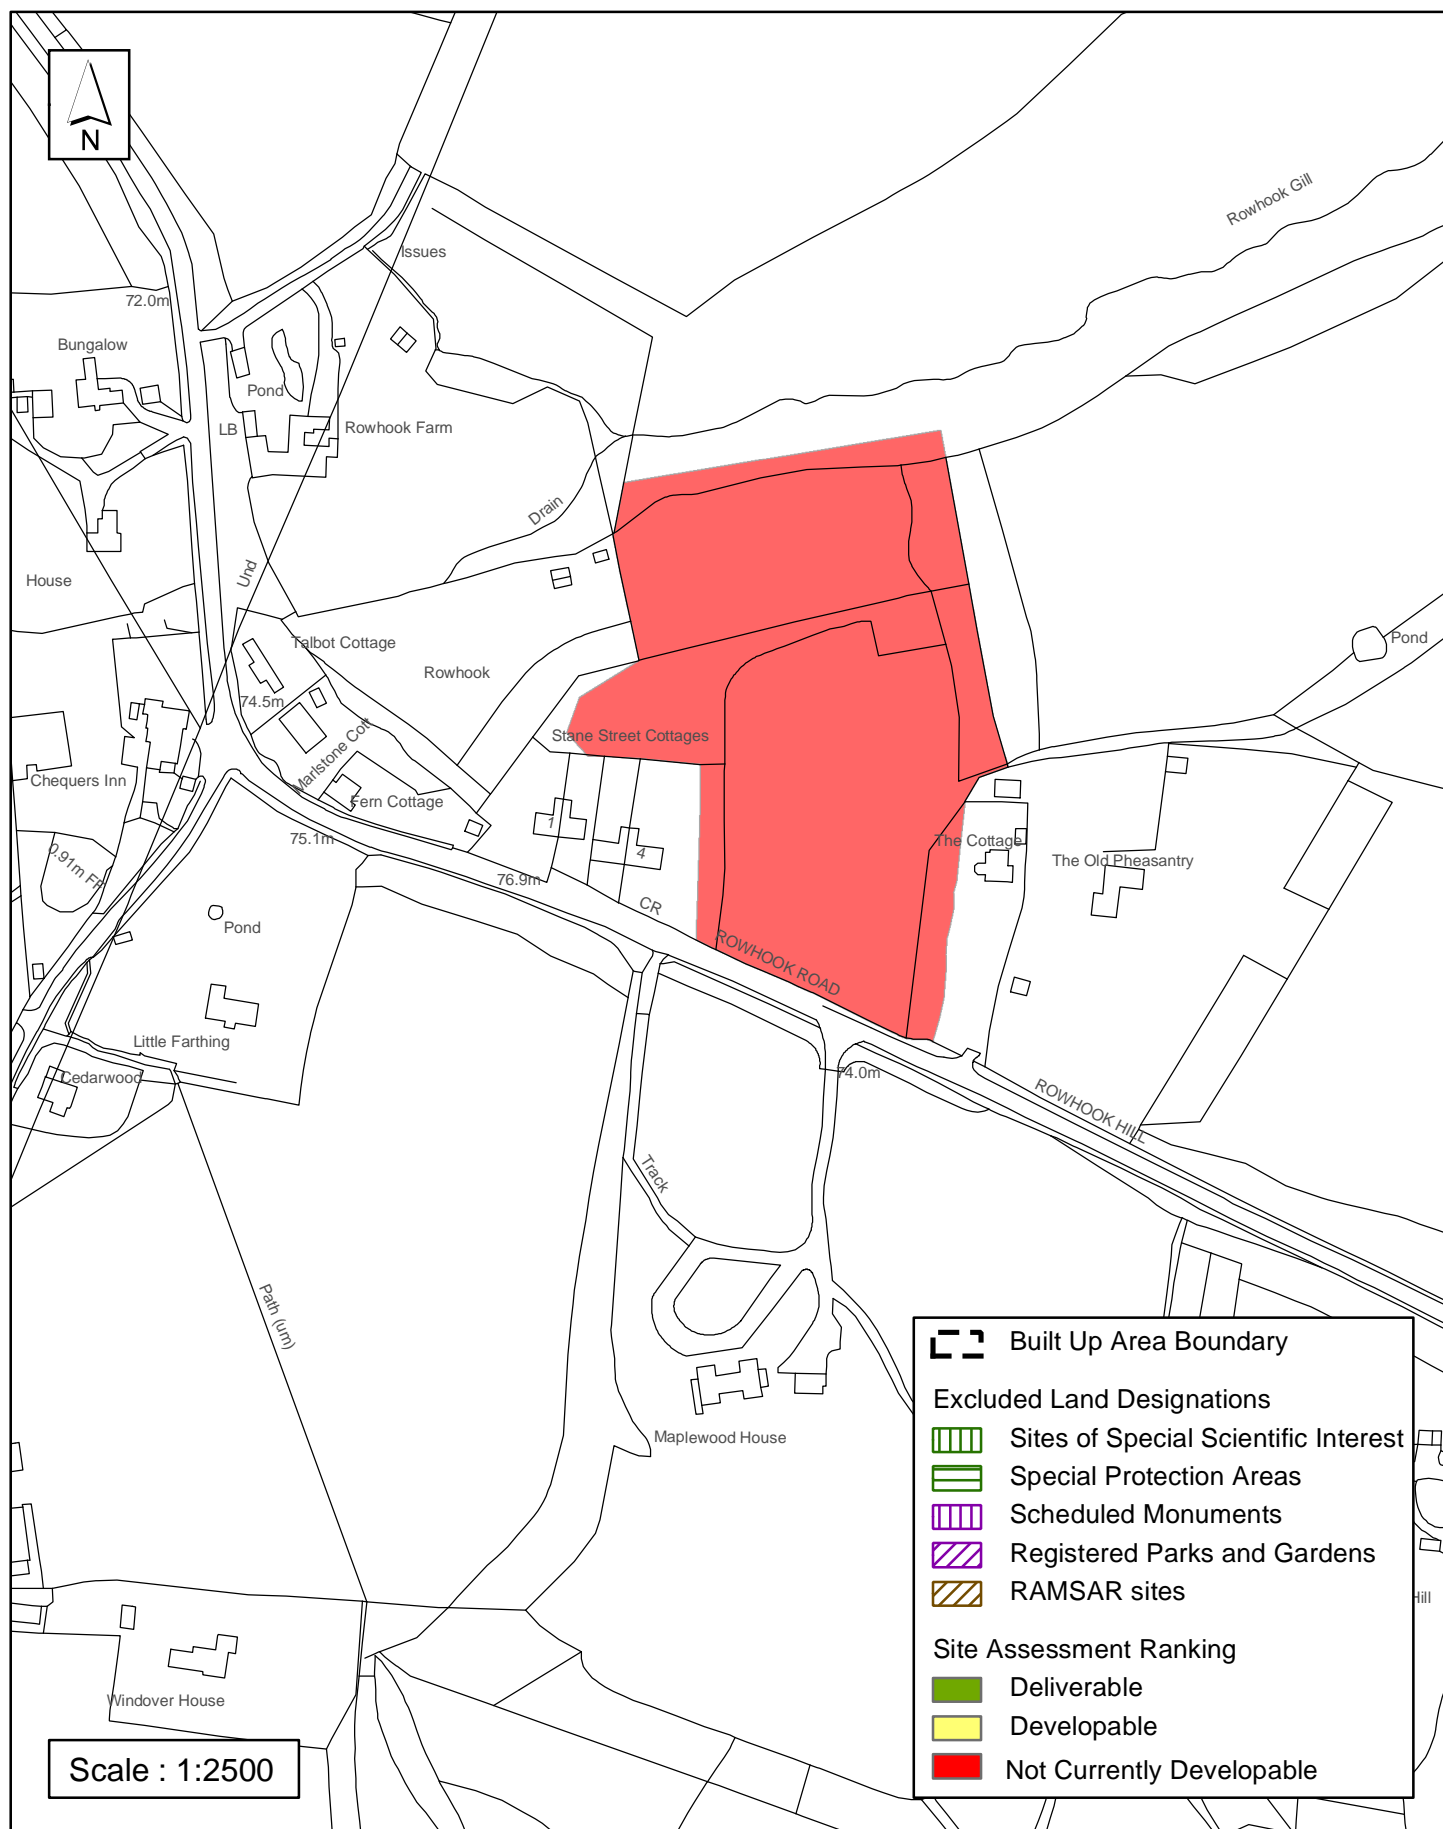 N
Rowhook Gill
Issues
72.0m
Bungalow
Pond
LB
Rowhook Farm
Drain
Und
House
Talbot Cottage
Rowhook
Pond
74.5m
Stane Street Cottages
Marlstone Cott
Chequers Inn
Fern Cottage
1
75.1m
The Cottage
4
The Old Pheasantry
0.91m FF
76.9m
CR
Pond
ROWHOOK ROAD
Little Farthing
Cedarwood
74.0m
ROWHOOK HILL
Track
Path (um)
Maplewood House
Windover House
Hill
Scale : 1:2500
Built Up Area Boundary
Excluded Land Designations
Sites of Special Scientific Interest
Special Protection Areas
Scheduled Monuments
Registered Parks and Gardens
RAMSAR sites
Site Assessment Ranking
Deliverable
Developable
Not Currently Developable